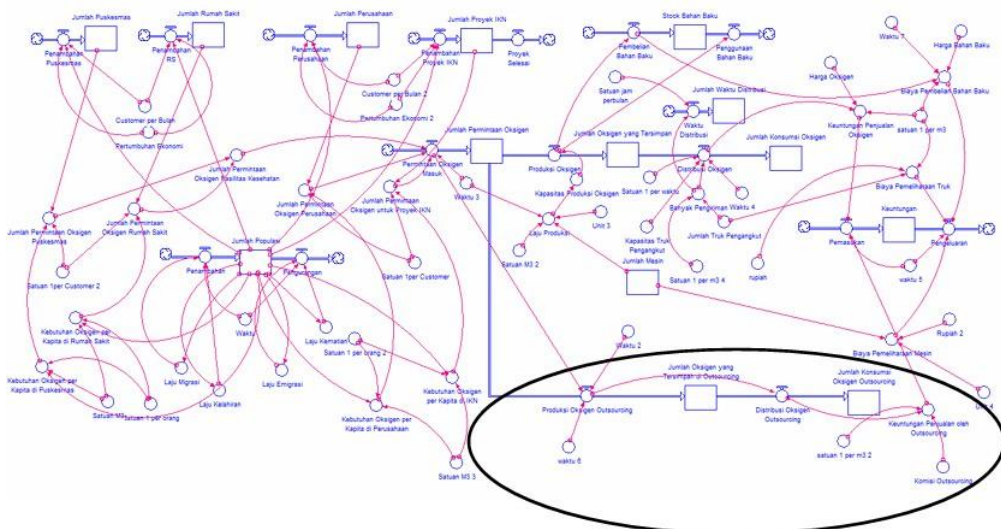 Jumlah Puskesmas
Jumlah Rumah Sakit
Jumlah Perusahaan
Jumlah Proyek IKN
Stock Bahan Baku
Penambahan
Puskesmas
Penambahan
RS
Penambahan
Perusahaan
Penambahan
Proyek IKN
Proyek
Selesai
Pembelian
Bahan Baku
Penggunaan
Bahan Baku
Waktu 7
Harga Bahan Baku
Customer per Bulan
Pertumbuhan Ekonomi
Customer per Bulan 2
Pertumbuhan Ekonomi 2
Satuan jam
perbulan
Jumlah Waktu Distribusi
Waktu
Distribusi
Harga Oksigen
Biaya Pembelian Bahan Baku
Keuntungan Penjualan
Oksigen
satuan 1 per m3
Jumlah Permintaan Oksigen
Jumlah Oksigen yang Tersimpan
Jumlah Konsumsi Oksigen
Permintaan Oksigen
Masuk
Produksi Oksigen
Distribusi Oksigen
Jumlah Permintaan
Oksigen Fasilitas Kesehatan
Jumlah Permintaan
Oksigen Perusahaan
Jumlah Permintaan
Oksigen untuk Proyek IKN
Waktu 3
Kapasitas Produksi Oksigen
Satuan 1 per waktu
Banyak Pengiriman
Waktu 4
Biaya Pemeliharaan Truk
Jumlah Permintaan Oksigen
Puskesmas
Jumlah Permintaan
Oksigen Rumah Sakit
Laju Produksi
Unit 3
Kapasitas Truk
Pengangkut
Jumlah Truk Pengangkut
Keuntungan
Pemasukan
Pengeluaran
Satuan 1per Customer 2
Jumlah Populasi
Penambahan
Pengurangan
Satuan 1per Customer
Satuan M3 2
Jumlah Mesin
Satuan 1 per m3 4
rupiah
waktu 5
Kebutuhan Oksigen per
Kapita di Rumah Sakit
Waktu
Laju Kematian
Satuan 1 per orang 2
Waktu 2
Rupiah 2
Biaya Pemeliharaan Mesin
Kebutuhan Oksigen per
Kapita di Puskesmas
Laju Migrasi
Laju Emigrasi
Kebutuhan Oksigen
per Kapita di IKN
Jumlah Oksigen yang
Tersimpan di Outsourcing
Jumlah Konsumsi
Oksigen Outsourcing
Satuan M3
satuan 1 per orang
Laju Kelahiran
Kebutuhan Oksigen per
Kapita di Perusahaan
Produksi Oksigen Outsourcing
Distribusi Oksigen
Outsourcing
Keuntungan Penjualan oleh
Outsourcing
Unit 4
Satuan M3 3
waktu 6
satuan 1 per m3 2
Komisi Outsourcing